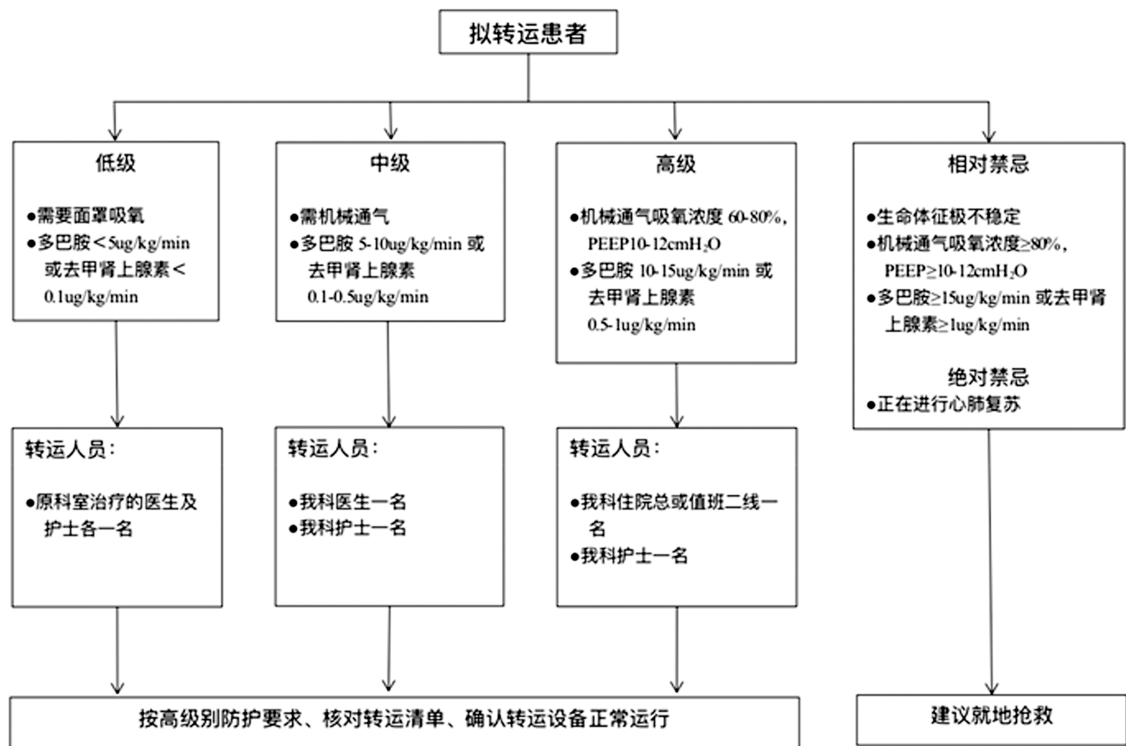 拟转运患者
低级
●需要面罩吸氧
●多巴胺＜5ug/kg/min
或去甲肾上腺素＜
0.1ug/kg/min
中级
●需机械通气
●多巴胺 5-10ug/kg/min 或
去甲肾上腺素
0.1-0.5ug/kg/min
高级
●机械通气吸氧浓度 60-80%，
PEEP10-12cmH₂O
●多巴胺 10-15ug/kg/min 或
去甲肾上腺素
0.5-1ug/kg/min
相对禁忌
●生命体征极不稳定
●机械通气吸氧浓度≥80%，
PEEP≥10-12cmH₂O
●多巴胺≥15ug/kg/min 或去甲肾
上腺素≥1ug/kg/min
绝对禁忌
●正在进行心肺复苏
转运人员：
●原科室治疗的医生及
护士各一名
转运人员：
●我科医生一名
●我科护士一名
转运人员：
●我科住院总或值班二线一
名
●我科护士一名
按高级别防护要求、核对转运清单、确认转运设备正常运行
建议就地抢救